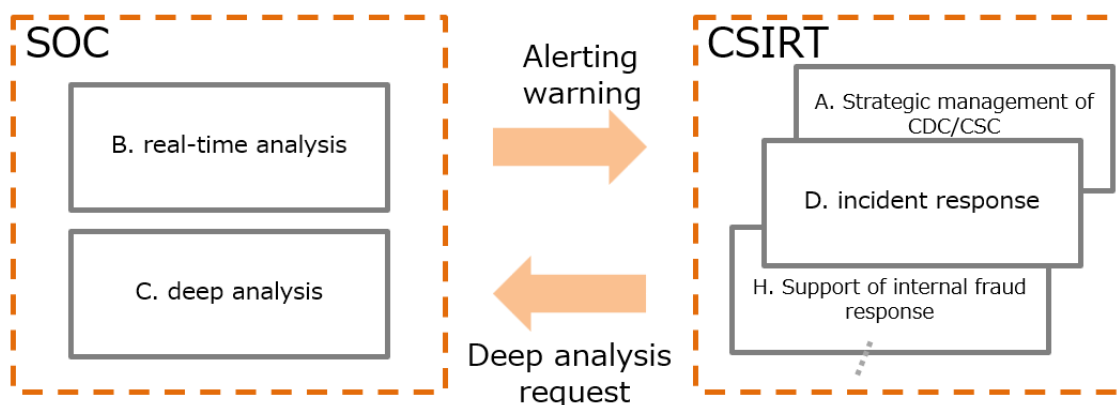 SOC
B. real-time analysis
C. deep analysis
Alerting
warning
Deep analysis
request
CSIRT
A. Strategic management of
CDC/CSC
D. incident response
H. Support of internal fraud
response